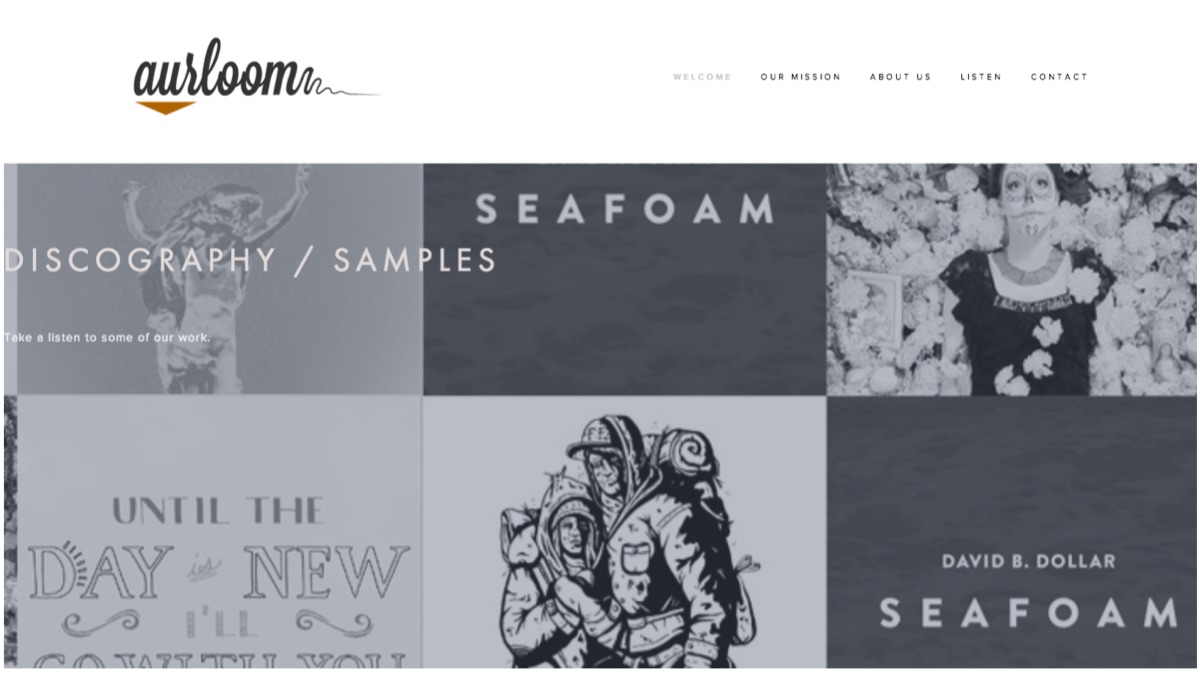 aurloom
WELCOME OUR MISSION ABOUT US LISTEN CONTACT
SEAFOAM
DISCOGRAPHY / SAMPLES
Take a listen to some of our work.
UNTIL THE
DAY is NEW
I'LL
GO WITH YOU
DAVID B. DOLLAR
SEAFOAM